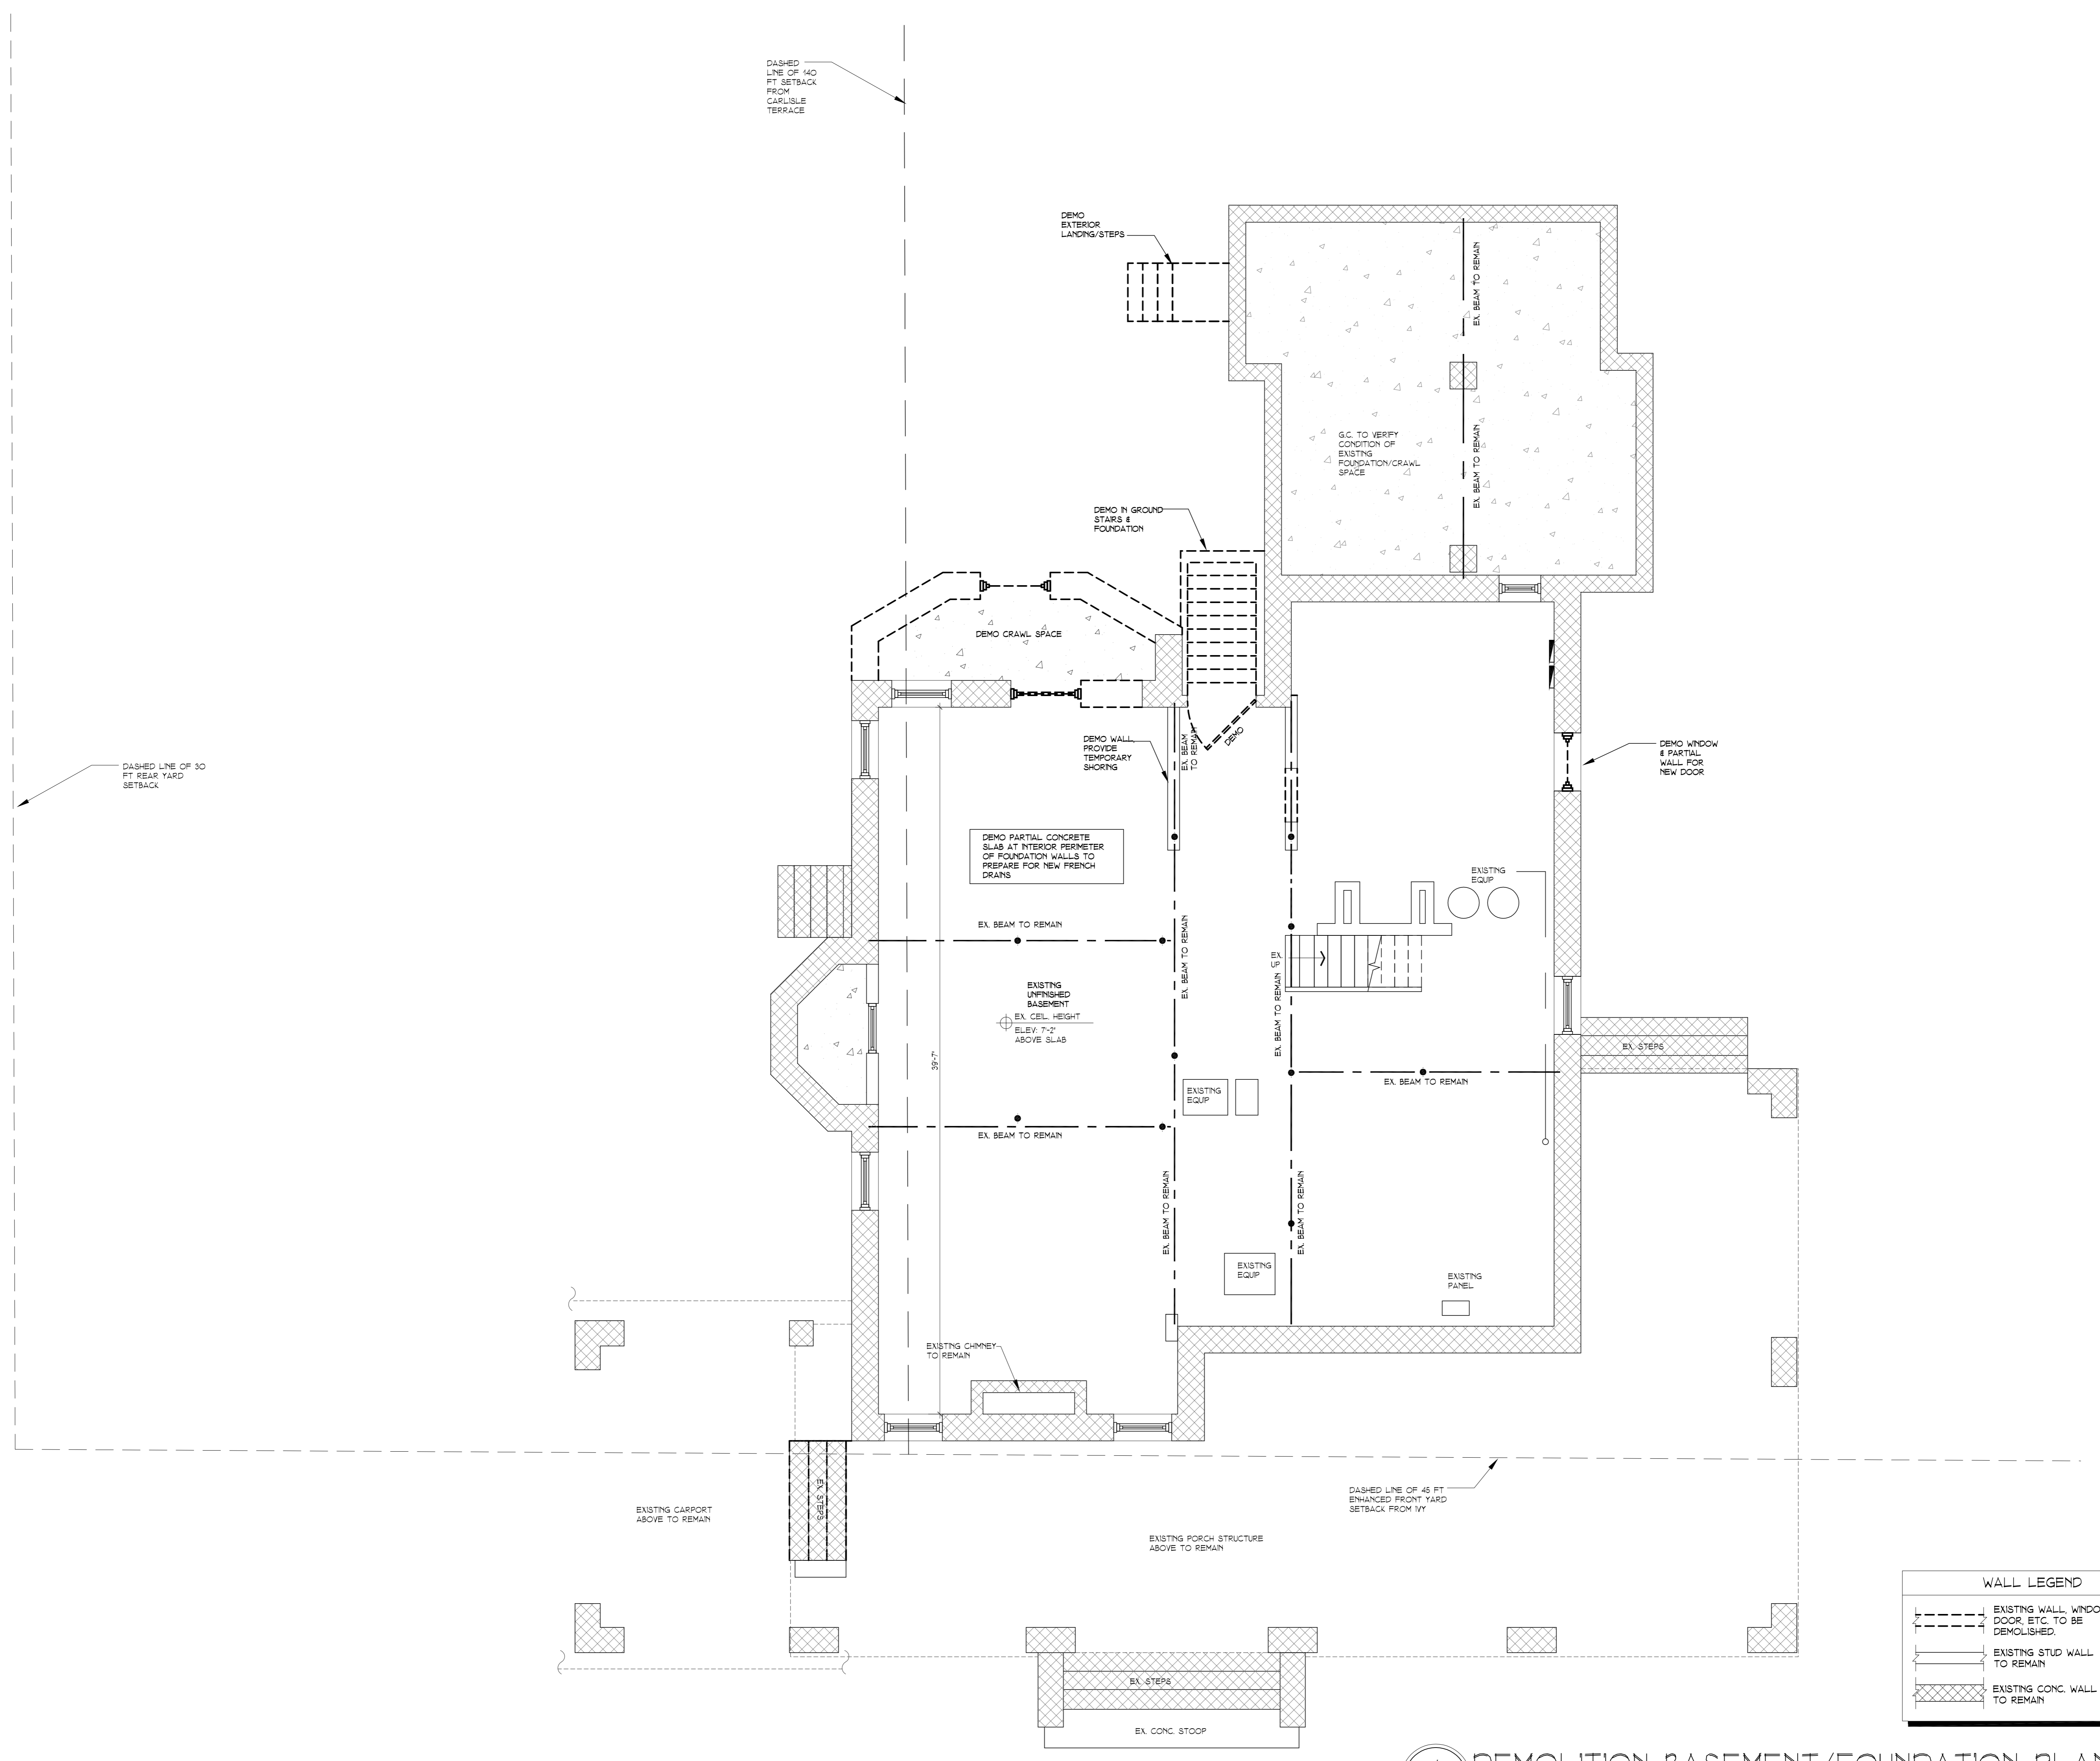 DASHED
LINE OF 140
FT SETBACK
FROM
CARLISLE
TERRACE
DEMO
EXTERIOR
LANDING/STEPS
EX. BEAM TO REMAIN
G.C. TO VERIFY
CONDITION OF
EXISTING
FOUNDATION/CRAWL
SPACE
EX. BEAM TO REMAIN
DEMO IN GROUND
STAIRS &
FOUNDATION
DEMO CRAWL SPACE
DEMO WALL,
PROVIDE
TEMPORARY
SHORING
EX. BEAM
TO REMAIN
DEMO
DEMO WINDOW
& PARTIAL
WALL FOR
NEW DOOR
DASHED LINE OF 30
FT REAR YARD
SETBACK
DEMO PARTIAL CONCRETE
SLAB AT INTERIOR PERIMETER
OF FOUNDATION WALLS TO
PREPARE FOR NEW FRENCH
DRAINS
EXISTING
EQUIP
EX. BEAM TO REMAIN
EX. BEAM TO REMAIN
EX.
UP
EX. BEAM TO REMAIN
EXISTING
UNFINISHED
BASEMENT
EX. CEIL. HEIGHT
ELEV: 7'-2"
ABOVE SLAB
39'-7"
EX. STEPS
EXISTING
EQUIP
EX. BEAM TO REMAIN
EX. BEAM TO REMAIN
EX. BEAM TO REMAIN
EX. BEAM TO REMAIN
EXISTING
EQUIP
EXISTING
PANEL
EXISTING CHIMNEY
TO REMAIN
EX. STEPS
EXISTING CARPORT
ABOVE TO REMAIN
DASHED LINE OF 45 FT
ENHANCED FRONT YARD
SETBACK FROM IVY
EXISTING PORCH STRUCTURE
ABOVE TO REMAIN
EX. STEPS
EX. CONC. STOOP
WALL LEGEND
EXISTING WALL, WINDO
DOOR, ETC. TO BE
DEMOLISHED.
EXISTING STUD WALL
TO REMAIN
EXISTING CONC. WALL
TO REMAIN
DEMOLITION BASEMENT/FOUNDATION PLAN